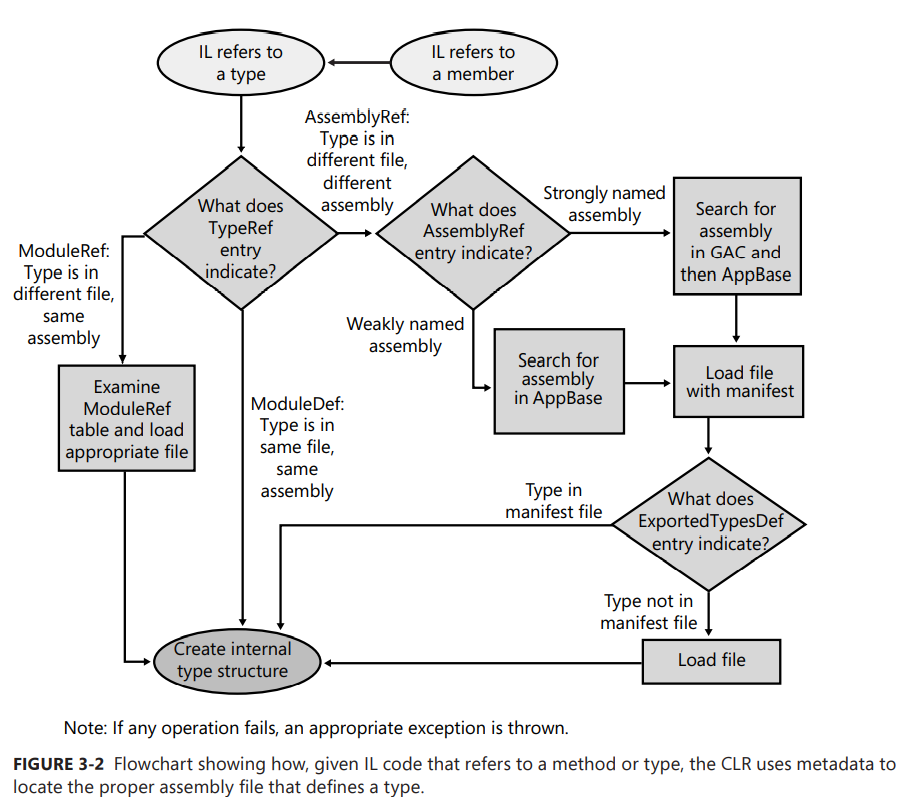 IL refers to
a type
IL refers to
a member
AssemblyRef:
Type is in
different file,
different
assembly
What does
TypeRef
entry
indicate?
What does
AssemblyRef
entry indicate?
Strongly named
assembly
Search for
assembly
in GAC and
then AppBase
ModuleRef:
Type is in
different file,
same
assembly
Weakly named
assembly
Search for
assembly
in AppBase
Load file
with manifest
Examine
ModuleRef
table and load
appropriate file
ModuleDef:
Type is in
same file,
same
assembly
Type in
manifest file
What does
ExportedTypesDef
entry indicate?
Type not in
manifest file
Create internal
type structure
Load file
Note: If any operation fails, an appropriate exception is thrown.
FIGURE 3-2 Flowchart showing how, given IL code that refers to a method or type, the CLR uses metadata to
locate the proper assembly file that defines a type.